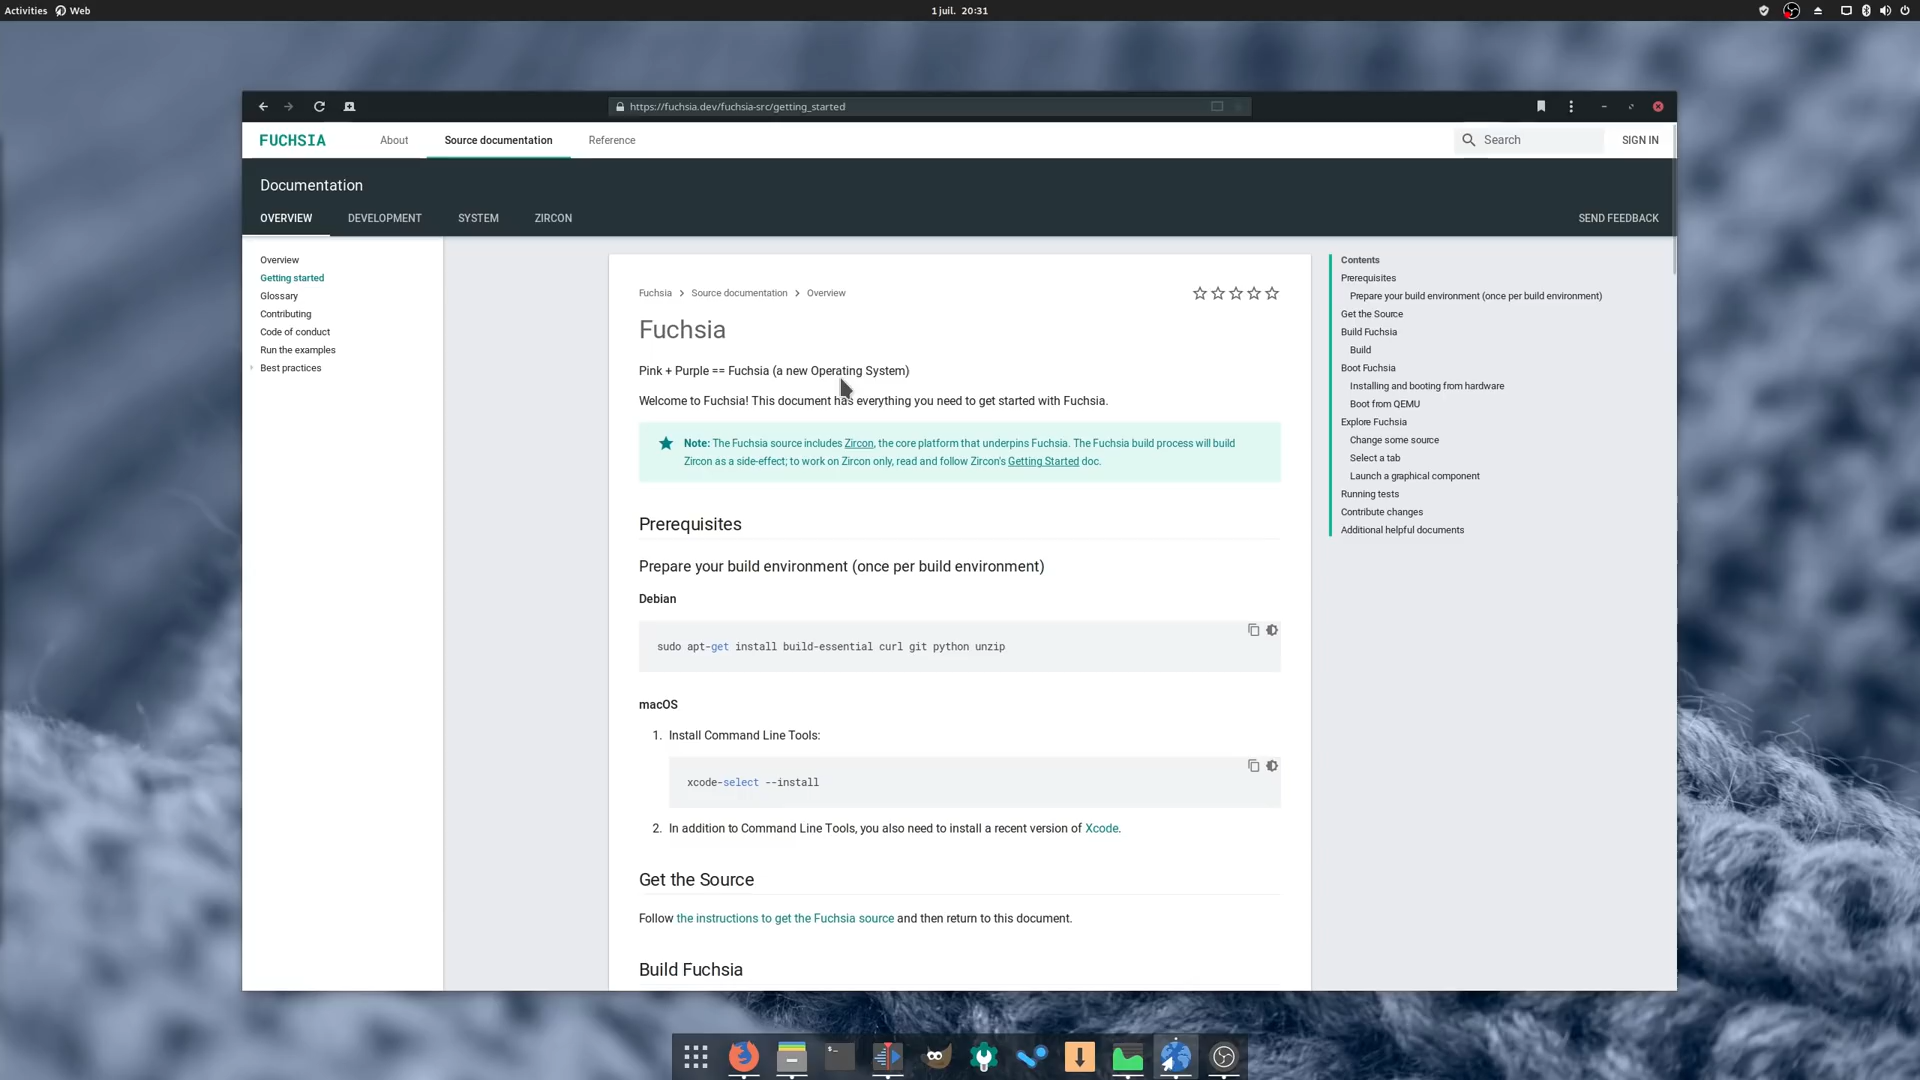 Activities Web 1 juil. 20:31
https://fuchsia.dev/fuchsia-src/getting_started
FUCHSIA About Source documentation Reference Search SIGN IN
Documentation
OVERVIEW DEVELOPMENT SYSTEM ZIRCON SEND FEEDBACK
Overview
Getting started
Glossary
Contributing
Code of conduct
Run the examples
Best practices
Fuchsia > Source documentation > Overview
Fuchsia
Pink + Purple == Fuchsia (a new Operating System)
Welcome to Fuchsia! This document has everything you need to get started with Fuchsia.
Note: The Fuchsia source includes Zircon, the core platform that underpins Fuchsia. The Fuchsia build process will build
Zircon as a side-effect; to work on Zircon only, read and follow Zircon's Getting Started doc.
Prerequisites
Prepare your build environment (once per build environment)
Debian
sudo apt-get install build-essential curl git python unzip
macOS
1. Install Command Line Tools:
xcode-select --install
2. In addition to Command Line Tools, you also need to install a recent version of Xcode.
Get the Source
Follow the instructions to get the Fuchsia source and then return to this document.
Build Fuchsia
Contents
Prerequisites
Prepare your build environment (once per build environment)
Get the Source
Build Fuchsia
Build
Boot Fuchsia
Installing and booting from hardware
Boot from QEMU
Explore Fuchsia
Change some source
Select a tab
Launch a graphical component
Running tests
Contribute changes
Additional helpful documents